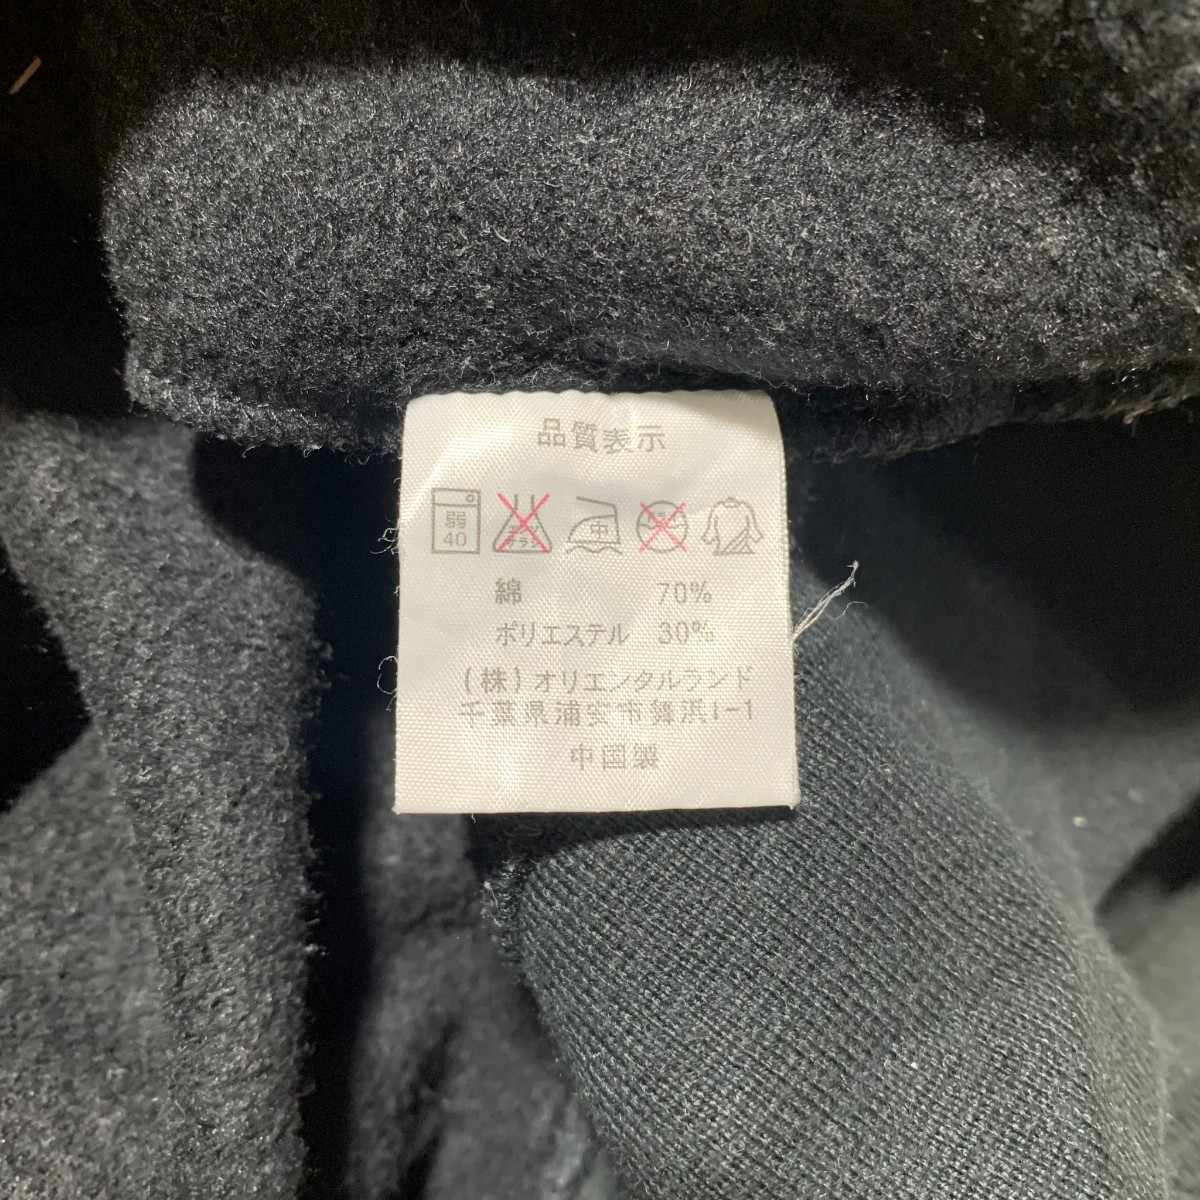 品質表示
弱 中
40
綿 70%
ポリエステル 30%
(株)オリエンタルランド
千葉県浦安市舞浜1-1
中国製